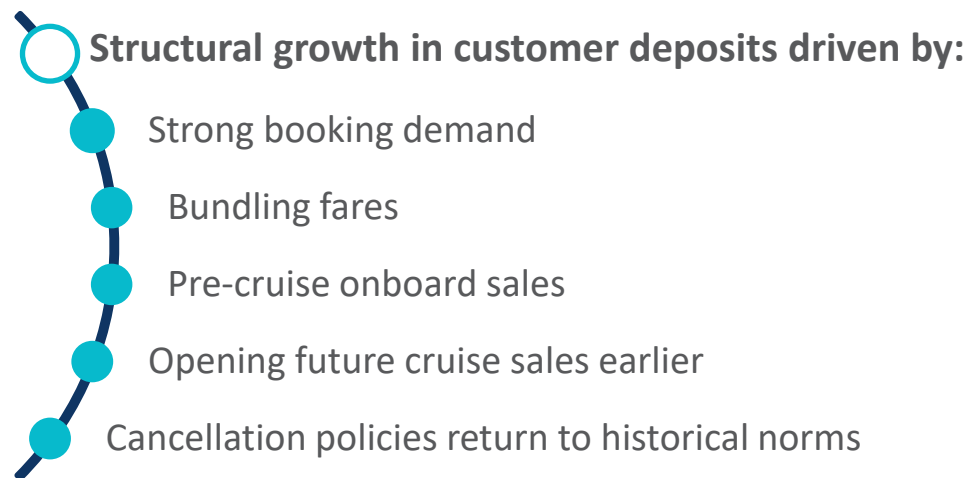 Structural growth in customer deposits driven by:
Strong booking demand
Bundling fares
Pre-cruise onboard sales
Opening future cruise sales earlier
Cancellation policies return to historical norms